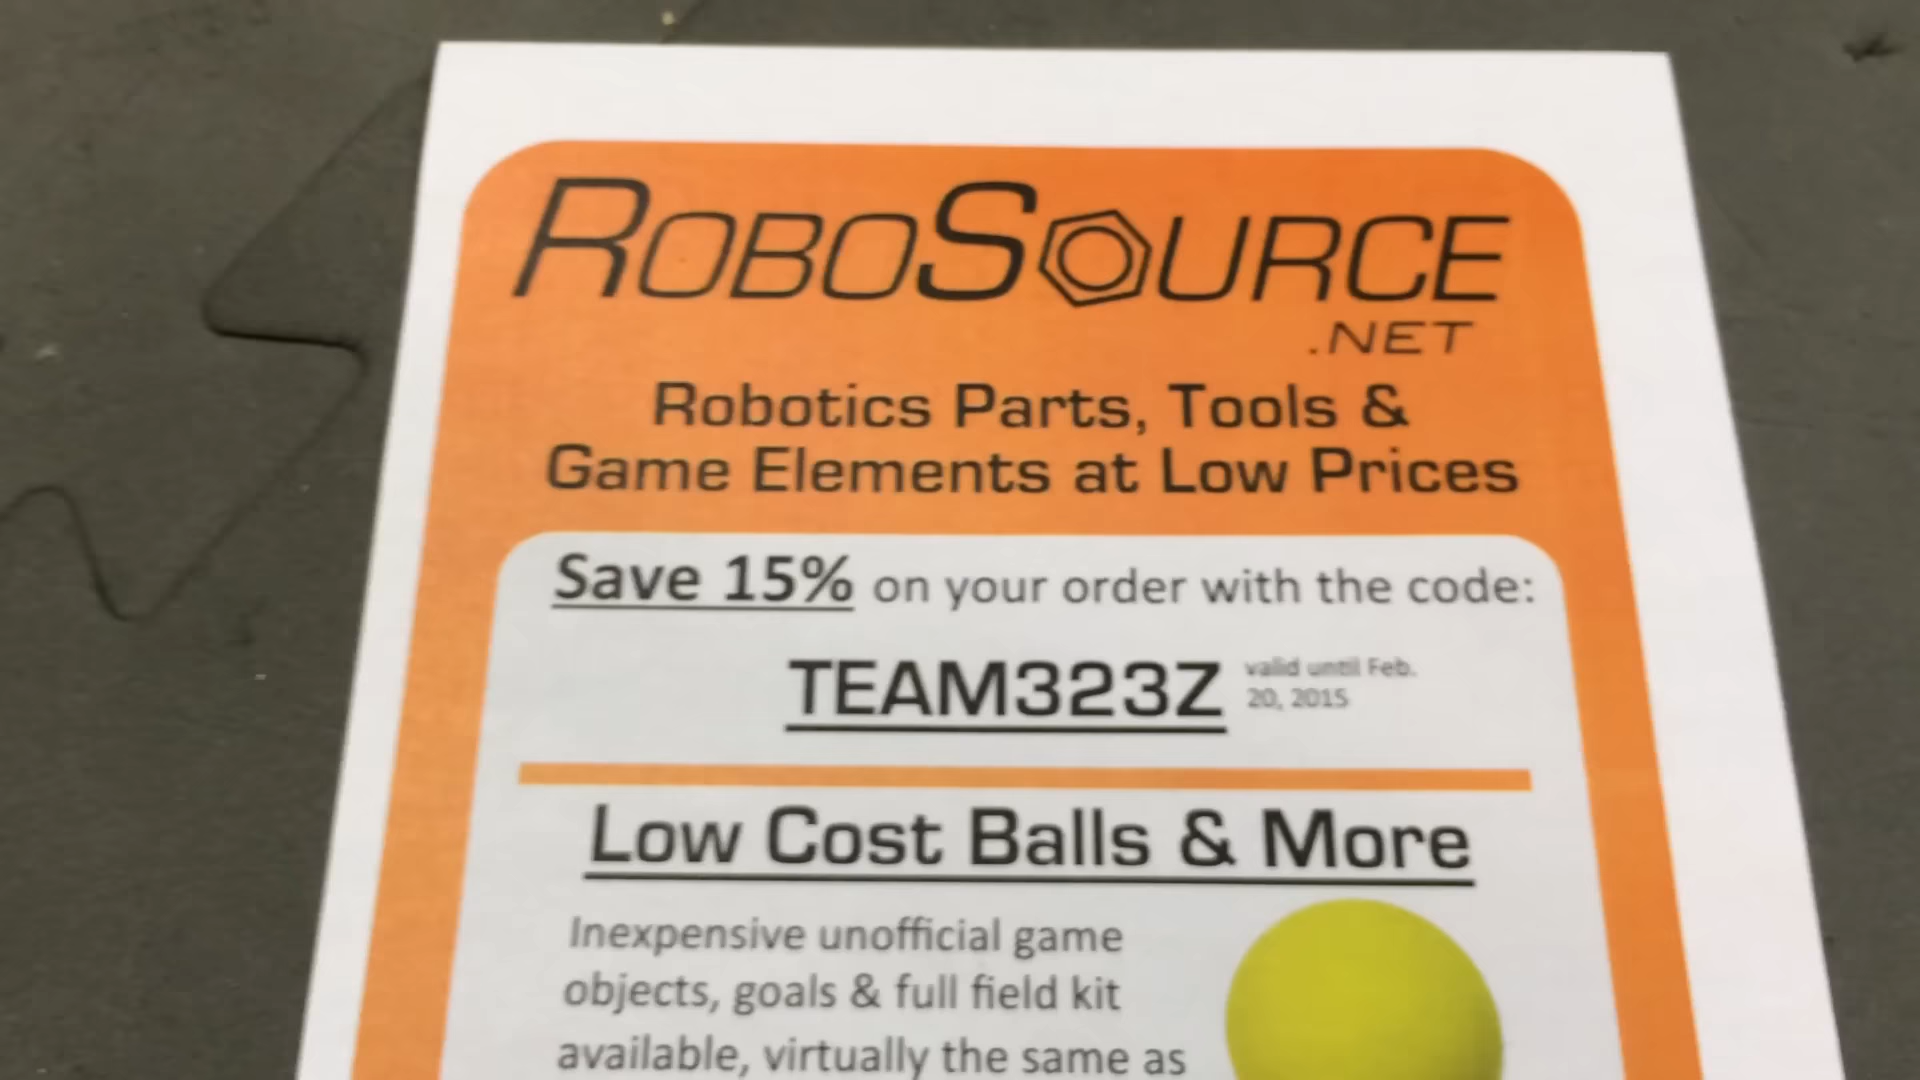 ROBOSOURCE
.NET
Robotics Parts, Tools &
Game Elements at Low Prices
Save 15% on your order with the code:
TEAM323Z valid until Feb.
20, 2015
Low Cost Balls & More
Inexpensive unofficial game
objects, goals & full field kit
available, virtually the same as